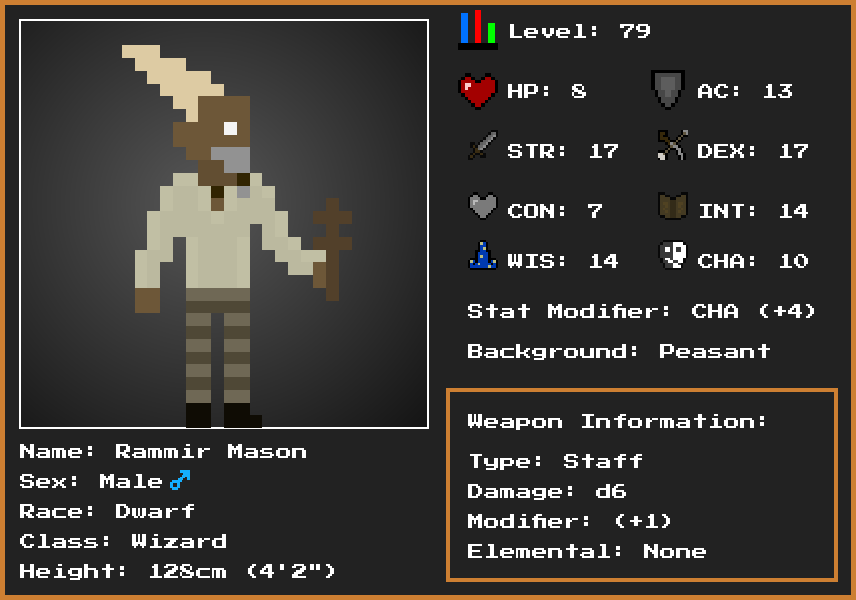 Level: 79
HP: 8 AC: 13
STR: 17 DEX: 17
CON: 7 INT: 14
WIS: 14 CHA: 10
Stat Modifier: CHA (+4)
Background: Peasant
Weapon Information:
Type: Staff
Damage: d6
Modifier: (+1)
Elemental: None
Name: Rammir Mason
Sex: Male♂
Race: Dwarf
Class: Wizard
Height: 128cm (4'2")